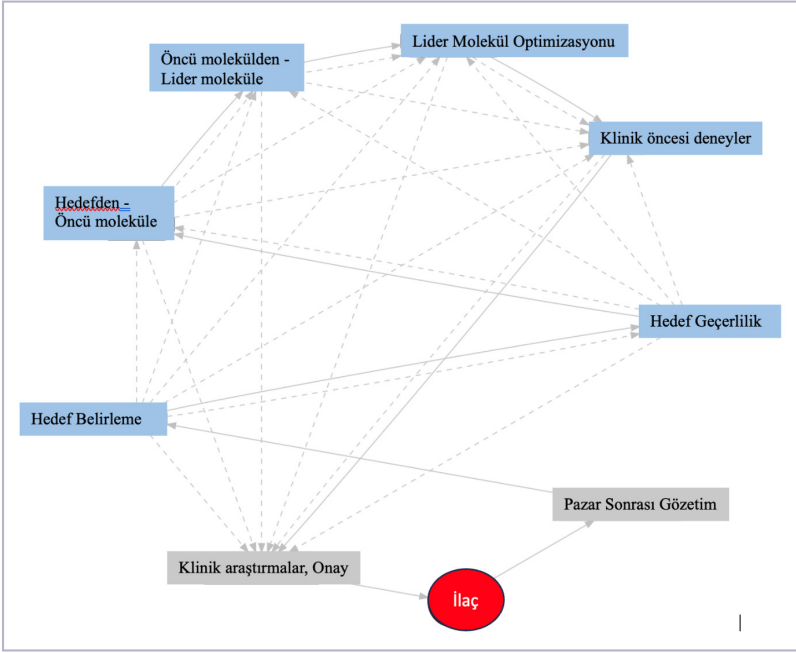 Öncü molekülden -
Lider moleküle
Lider Molekül Optimizasyonu
Klinik öncesi deneyler
Hedefden -
Öncü moleküle
Hedef Geçerlilik
Hedef Belirleme
Pazar Sonrası Gözetim
Klinik araştırmalar, Onay
İlaç